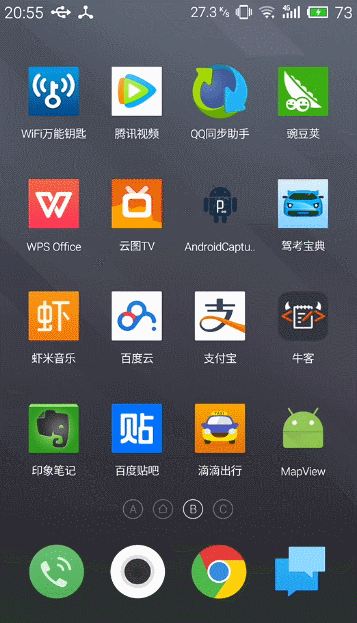 20:55 27.3 K/s 4G 73
WiFi万能钥匙 腾讯视频 QQ同步助手 豌豆荚
WPS Office 云图TV AndroidCaptu.. 驾考宝典
虾
支
虾米音乐 百度云 支付宝 牛客
贴 TAXI
印象笔记 百度贴吧 滴滴出行 MapView
A B C